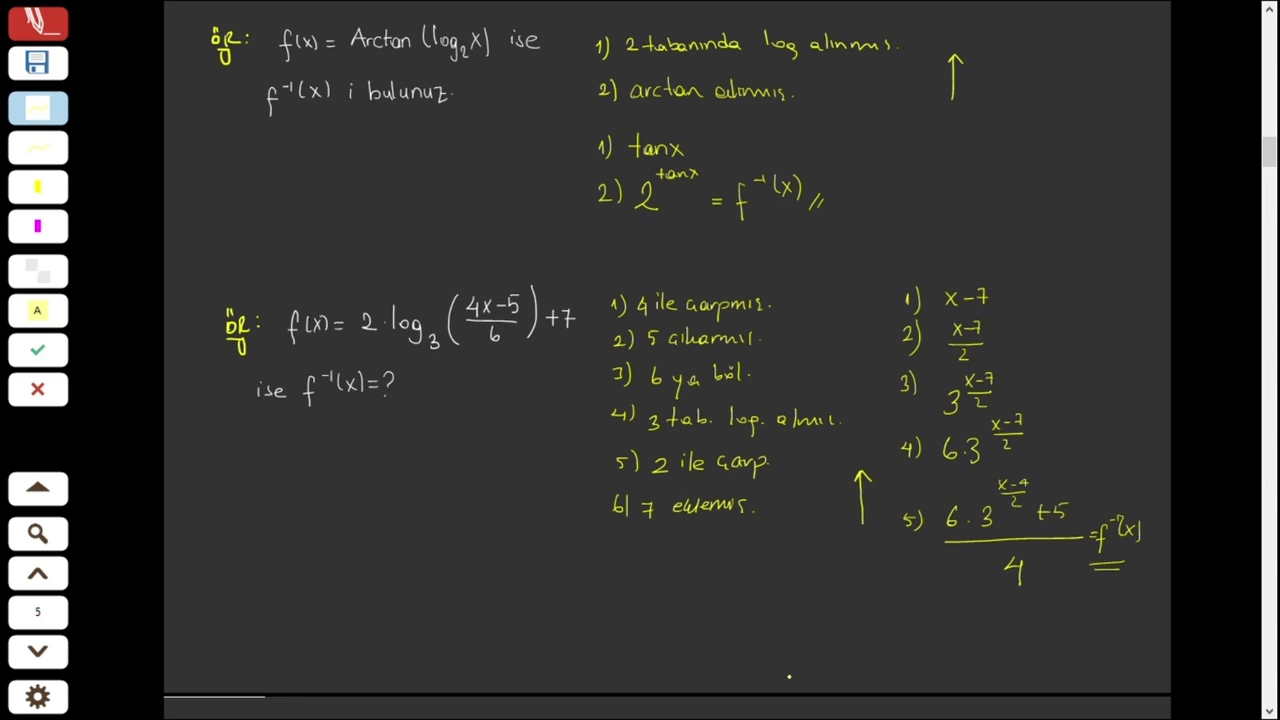 ÖR: f(x) = Arctan (log₂x) ise
f⁻¹(x) i bulunuz.
1) 2 tabanında log alınmış.
2) arctan alınmış.
1) tanx
2) 2^tanx = f⁻¹(x) //
ÖR: f(x) = 2·log₃((4x-5)/6)+7
ise f⁻¹(x)=?
1) 4 ile çarpmış.
2) 5 çıkarmış.
3) 6 ya böl.
4) 3 tab. log. almış.
5) 2 ile çarp.
6) 7 eklemiş.
1) x-7
2) (x-7)/2
3) 3^((x-7)/2)
4) 6·3^((x-7)/2)
5) (6·3^((x-4)/2)+5)/4 = f⁻¹(x)
A
5